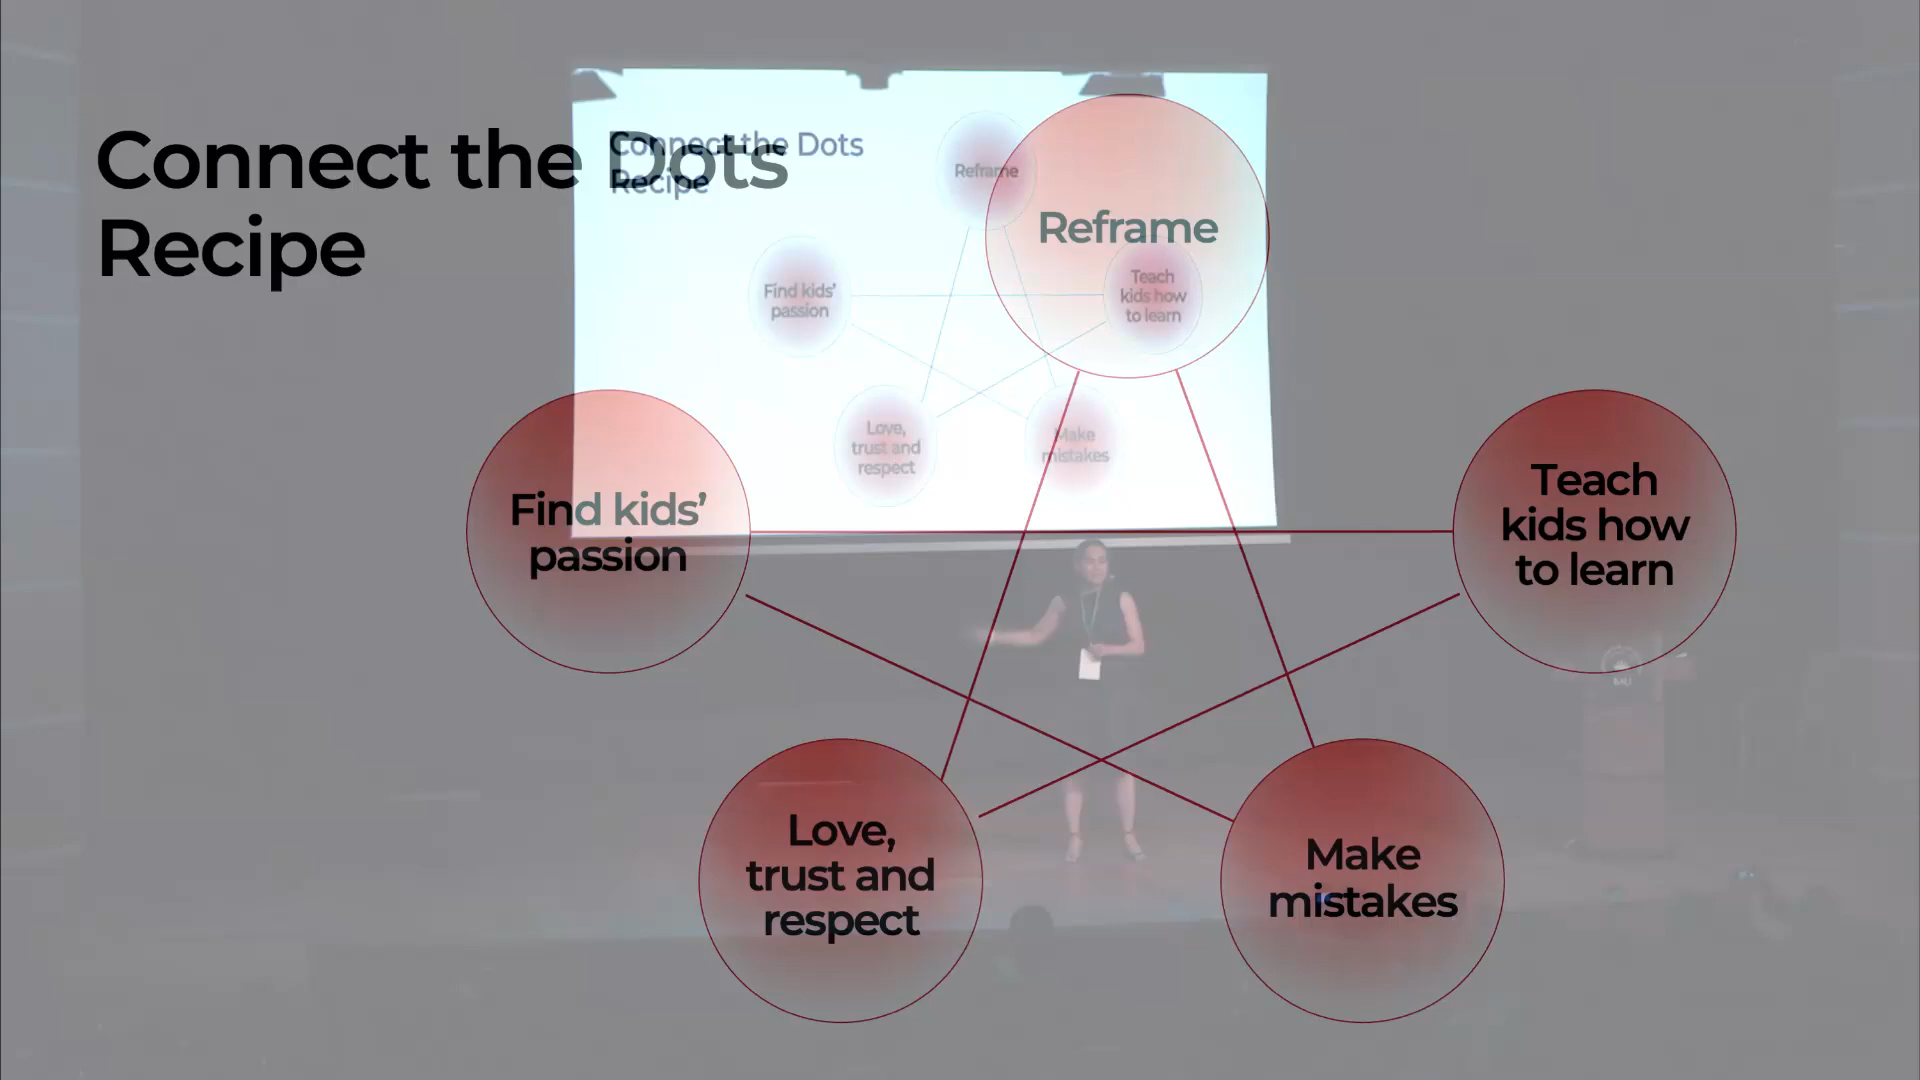 Connect the Dots
Recipe
Reframe
Find kids’
passion
Teach
kids how
to learn
Love,
trust and
respect
Make
mistakes
Connect the Dots
Recipe
Reframe
Find kids’
passion
Teach
kids how
to learn
Love,
trust and
respect
Make
mistakes